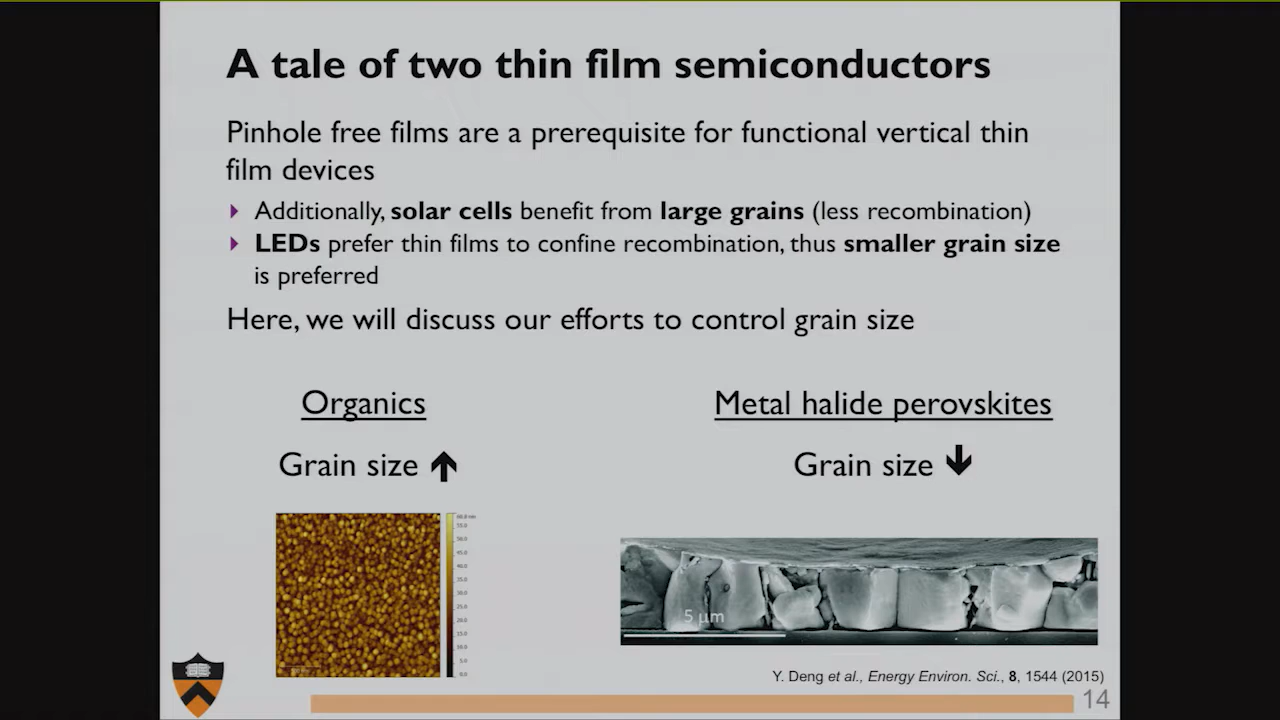 A tale of two thin film semiconductors
Pinhole free films are a prerequisite for functional vertical thin
film devices
Additionally, solar cells benefit from large grains (less recombination)
LEDs prefer thin films to confine recombination, thus smaller grain size
is preferred
Here, we will discuss our efforts to control grain size
Organics
Metal halide perovskites
Grain size
Grain size
5 μm
Y. Deng et al., Energy Environ. Sci., 8, 1544 (2015)
14